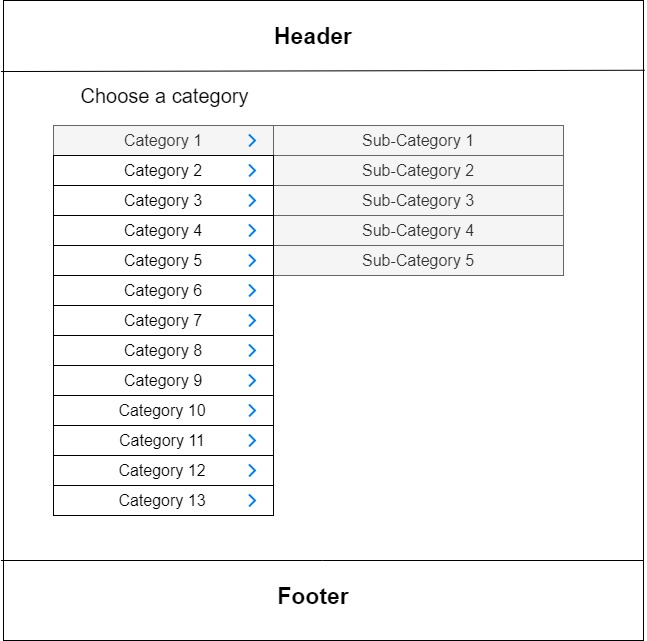 Header
Choose a category
Category 1 Sub-Category 1
Category 2 Sub-Category 2
Category 3 Sub-Category 3
Category 4 Sub-Category 4
Category 5 Sub-Category 5
Category 6
Category 7
Category 8
Category 9
Category 10
Category 11
Category 12
Category 13
Footer